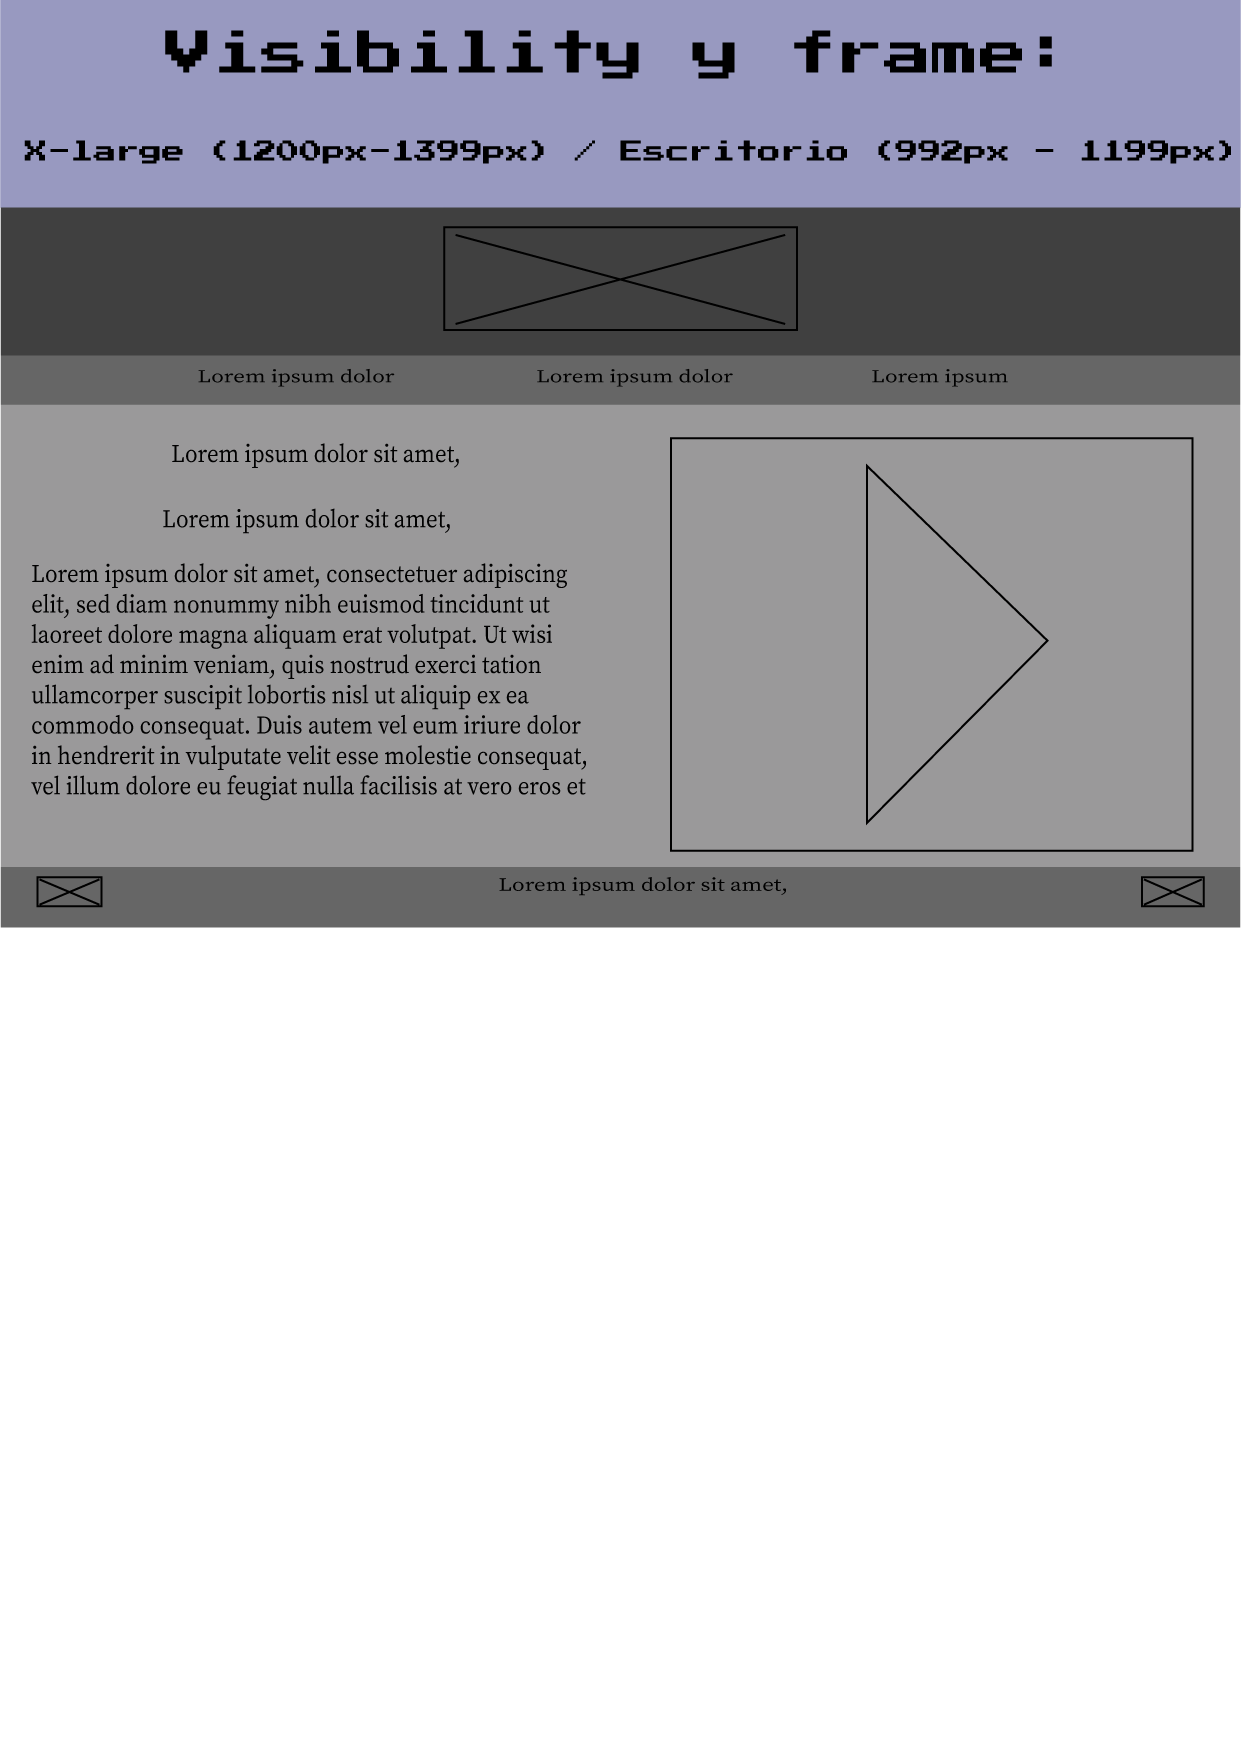 Visibility y frame:
X-large (1200px-1399px) / Escritorio (992px - 1199px)
Lorem ipsum dolor
Lorem ipsum dolor
Lorem ipsum
Lorem ipsum dolor sit amet,
Lorem ipsum dolor sit amet,
Lorem ipsum dolor sit amet, consectetuer adipiscing
elit, sed diam nonummy nibh euismod tincidunt ut
laoreet dolore magna aliquam erat volutpat. Ut wisi
enim ad minim veniam, quis nostrud exerci tation
ullamcorper suscipit lobortis nisl ut aliquip ex ea
commodo consequat. Duis autem vel eum iriure dolor
in hendrerit in vulputate velit esse molestie consequat,
vel illum dolore eu feugiat nulla facilisis at vero eros et
Lorem ipsum dolor sit amet,